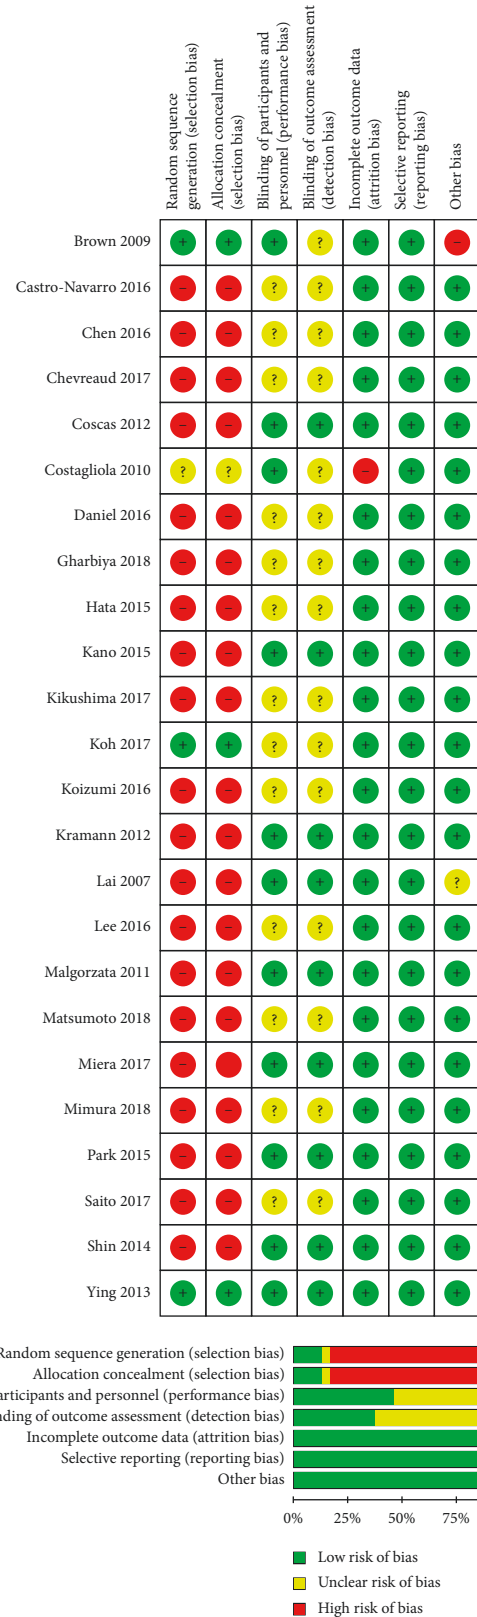 Random sequence
generation (selection bias)
Allocation concealment
(selection bias)
Blinding of participants and
personnel (performance bias)
Blinding of outcome assessment
(detection bias)
Incomplete outcome data
(attrition bias)
Selective reporting
(reporting bias)
Other bias
Brown 2009 + + + ? + + –
Castro-Navarro 2016 – – ? ? + + +
Chen 2016 – – ? ? + + +
Chevreaud 2017 – – ? ? + + +
Coscas 2012 – – + + + + +
Costagliola 2010 ? ? + ? – + +
Daniel 2016 – – ? ? + + +
Gharbiya 2018 – – ? ? + + +
Hata 2015 – – ? ? + + +
Kano 2015 – – + + + + +
Kikushima 2017 – – ? ? + + +
Koh 2017 + + ? ? + + +
Koizumi 2016 – – ? ? + + +
Kramann 2012 – – + + + + +
Lai 2007 – – + + + + ?
Lee 2016 – – ? ? + + +
Malgorzata 2011 – – + + + + +
Matsumoto 2018 – – ? ? + + +
Miera 2017 – + + + + +
Mimura 2018 – – ? ? + + +
Park 2015 – – + + + + +
Saito 2017 – – ? ? + + +
Shin 2014 – – + + + + +
Ying 2013 + + + + + + +
Random sequence generation (selection bias)
Allocation concealment (selection bias)
articipants and personnel (performance bias)
nding of outcome assessment (detection bias)
Incomplete outcome data (attrition bias)
Selective reporting (reporting bias)
Other bias
0% 25% 50% 75%
Low risk of bias
Unclear risk of bias
High risk of bias